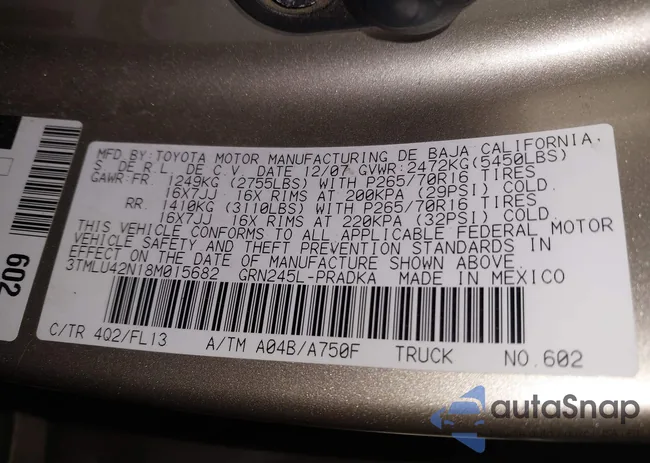 MFD BY: TOYOTA MOTOR MANUFACTURING DE BAJA CALIFORNIA,
S. DE R.L. DE C.V. DATE 12/07 GVWR:2472KG(5450LBS)
GAWR:FR. 1249KG (2755LBS) WITH P265/70R16 TIRES
16X7JJ, 16X RIMS AT 200KPA (29PSI) COLD.
RR. 1410KG (3110LBS) WITH P265/70R16 TIRES
16X7JJ, 16X RIMS AT 220KPA (32PSI) COLD.
THIS VEHICLE CONFORMS TO ALL APPLICABLE FEDERAL MOTOR
VEHICLE SAFETY AND THEFT PREVENTION STANDARDS IN
EFFECT ON THE DATE OF MANUFACTURE SHOWN ABOVE
3TMLU42N18M015682 GRN245L-PRADKA MADE IN MEXICO
C/TR 4Q2/FL13 A/TM A04B/A750F TRUCK NO.602
602
autaSnap